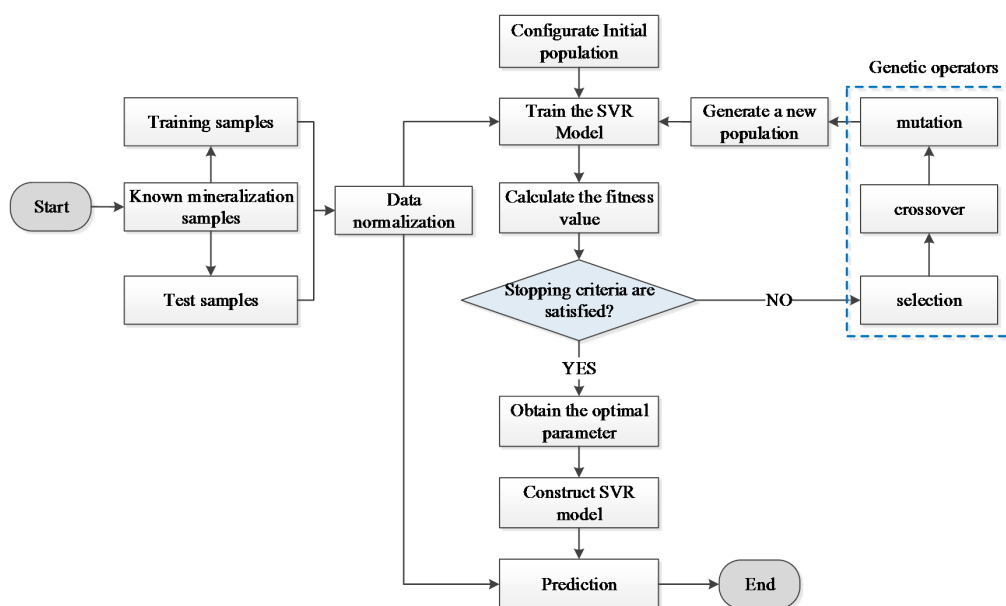 Configurate Initial
population
Genetic operators
Training samples
Train the SVR
Model
Generate a new
population
mutation
Start
Known mineralization
samples
Data
normalization
Calculate the fitness
value
crossover
Test samples
Stopping criteria are
satisfied?
NO
selection
YES
Obtain the optimal
parameter
Construct SVR
model
Prediction
End